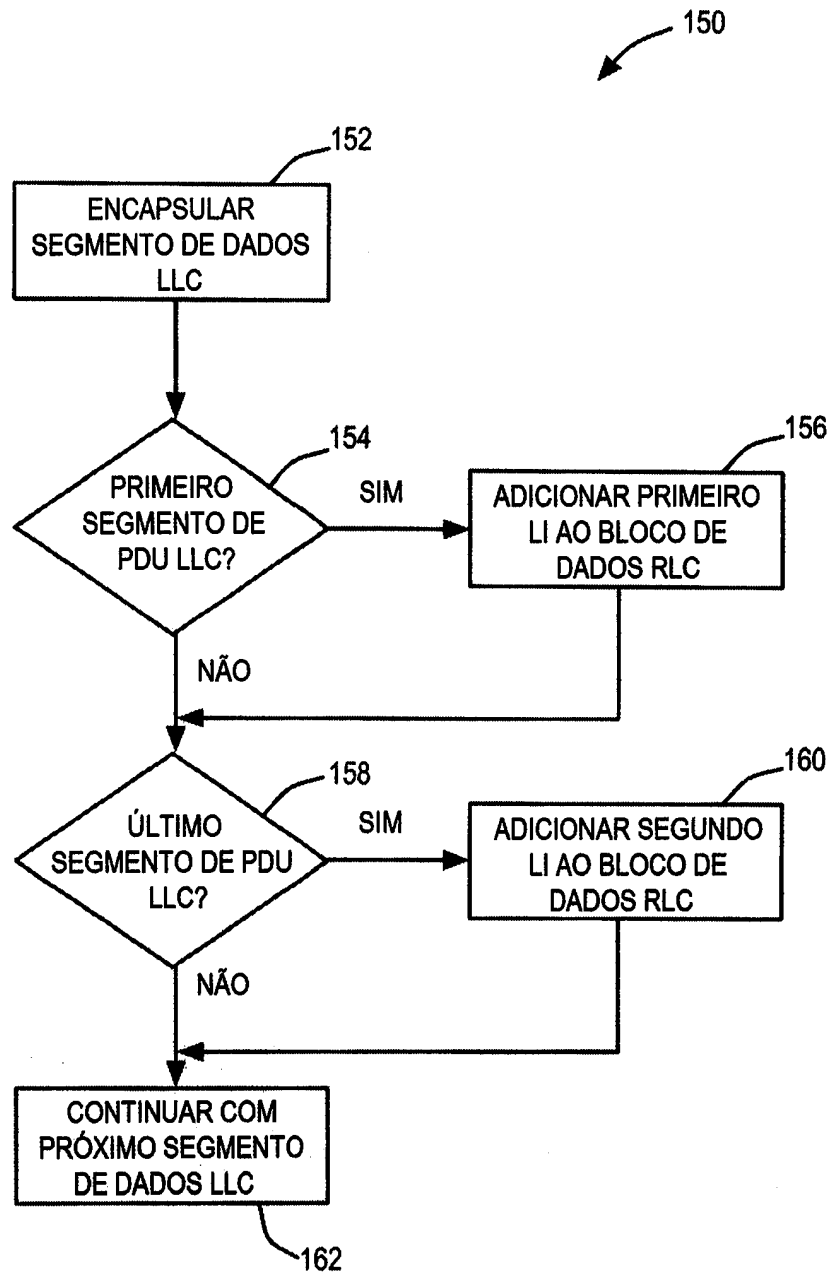 150
152
ENCAPSULAR
SEGMENTO DE DADOS
LLC
154
PRIMEIRO
SEGMENTO DE
PDU LLC?
SIM
156
ADICIONAR PRIMEIRO
LI AO BLOCO DE
DADOS RLC
NÃO
158
ÚLTIMO
SEGMENTO DE PDU
LLC?
SIM
160
ADICIONAR SEGUNDO
LI AO BLOCO DE
DADOS RLC
NÃO
CONTINUAR COM
PRÓXIMO SEGMENTO
DE DADOS LLC
162